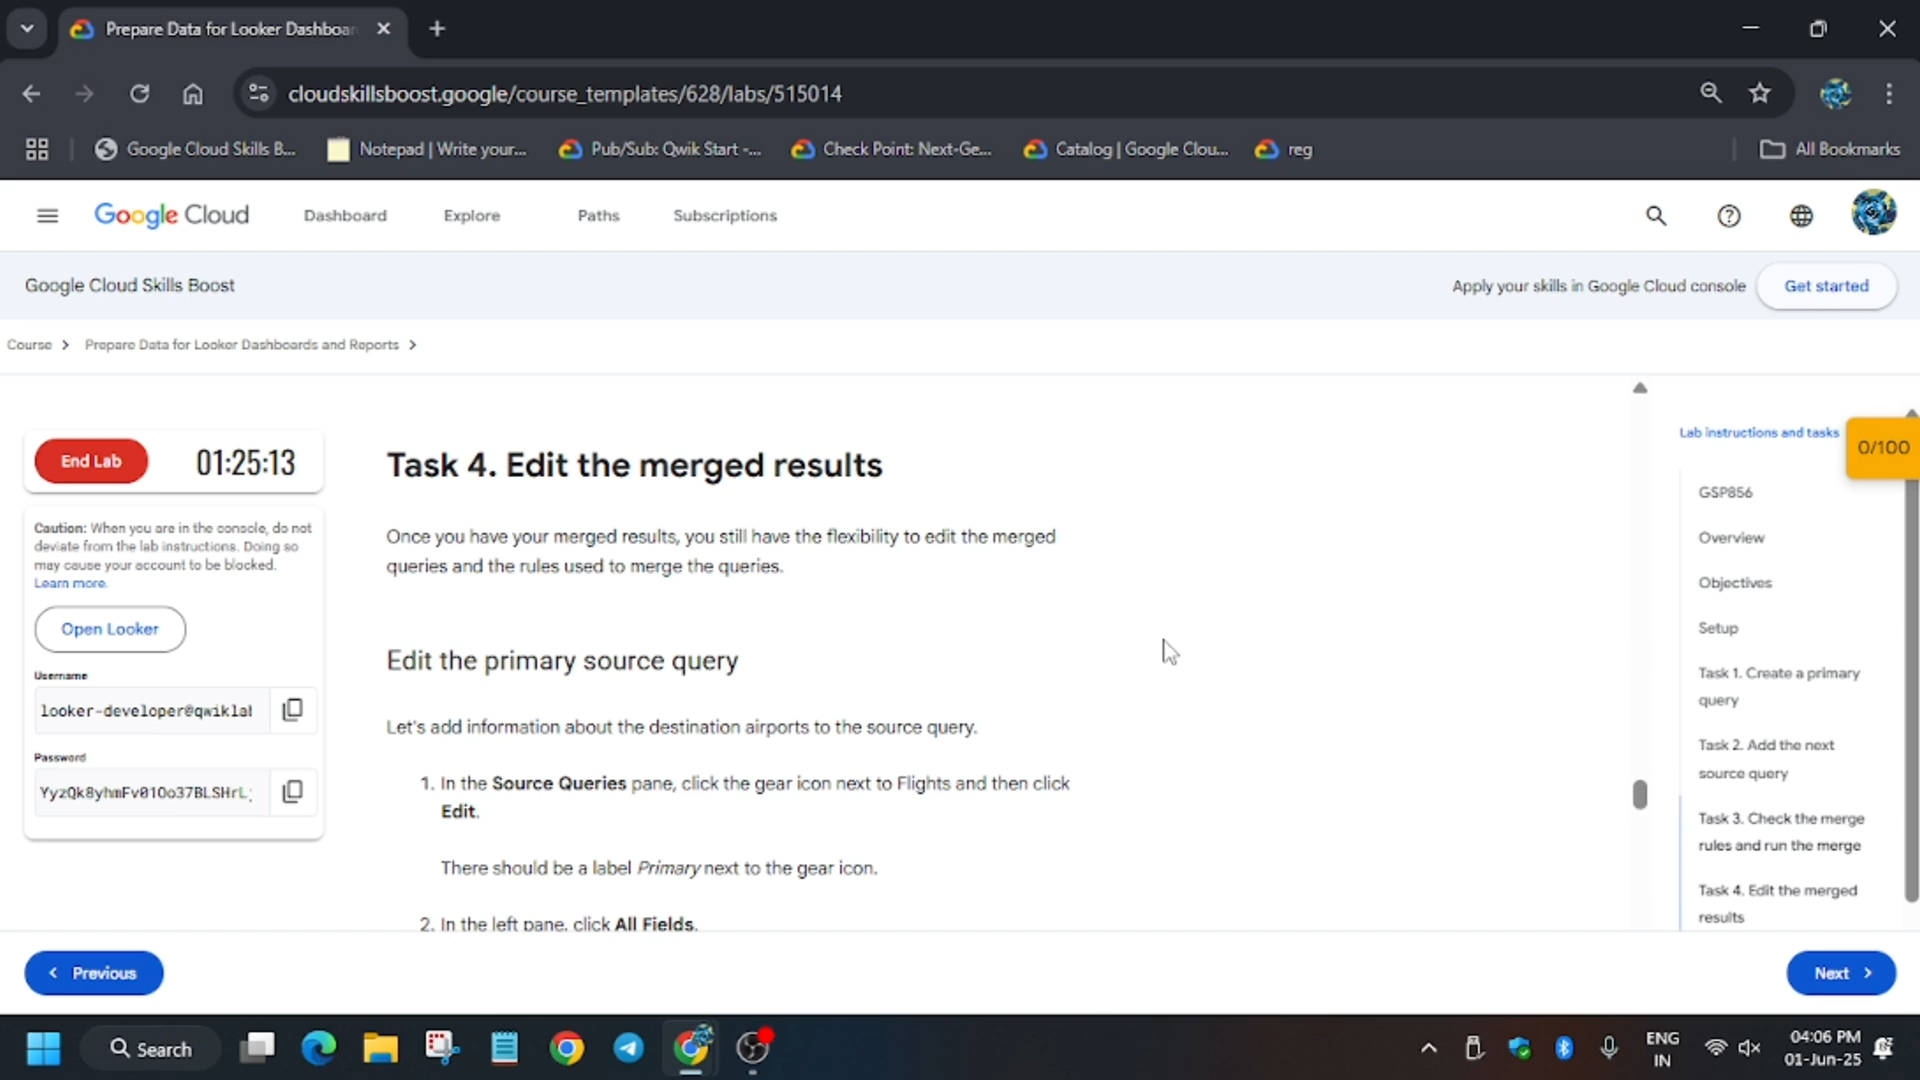 Prepare Data for Looker Dashboar
cloudskillsboost.google/course_templates/628/labs/515014
Google Cloud Skills B...
Notepad | Write your...
Pub/Sub: Qwik Start -...
Check Point: Next-Ge...
Catalog | Google Clou...
reg
All Bookmarks
Google Cloud
Dashboard
Explore
Paths
Subscriptions
Google Cloud Skills Boost
Apply your skills in Google Cloud console
Get started
Course
Prepare Data for Looker Dashboards and Reports
End Lab
01:25:13
Caution: When you are in the console, do not
deviate from the lab instructions. Doing so
may cause your account to be blocked.
Learn more.
Open Looker
Username
looker-developer@qwiklab
Password
YyzQk8yhmFv01Oo37BLSHrL
Task 4. Edit the merged results
Once you have your merged results, you still have the flexibility to edit the merged
queries and the rules used to merge the queries.
Edit the primary source query
Let's add information about the destination airports to the source query.
1. In the Source Queries pane, click the gear icon next to Flights and then click
Edit.
There should be a label Primary next to the gear icon.
2. In the left pane, click All Fields.
Lab instructions and tasks
0/100
GSP856
Overview
Objectives
Setup
Task 1. Create a primary
query
Task 2. Add the next
source query
Task 3. Check the merge
rules and run the merge
Task 4. Edit the merged
results
Previous
Next
Search
ENG
IN
04:06 PM
01-Jun-25